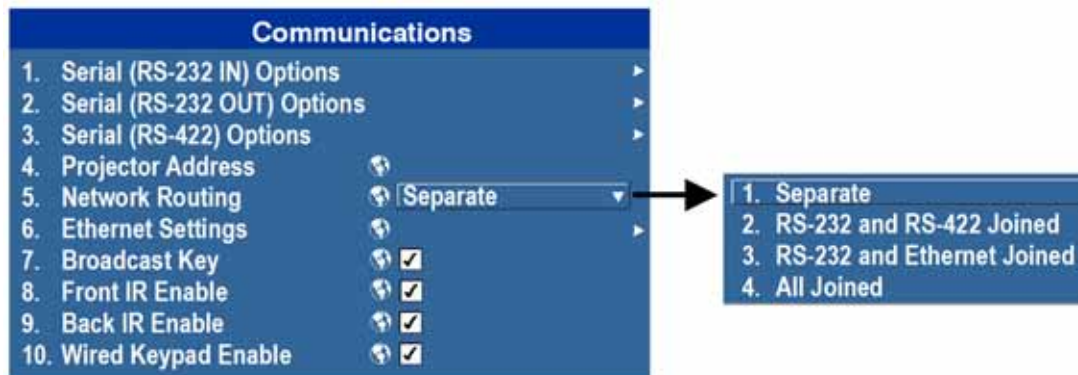 Communications
1. Serial (RS-232 IN) Options
2. Serial (RS-232 OUT) Options
3. Serial (RS-422) Options
4. Projector Address
5. Network Routing Separate
6. Ethernet Settings
7. Broadcast Key
8. Front IR Enable
9. Back IR Enable
10. Wired Keypad Enable
1. Separate
2. RS-232 and RS-422 Joined
3. RS-232 and Ethernet Joined
4. All Joined